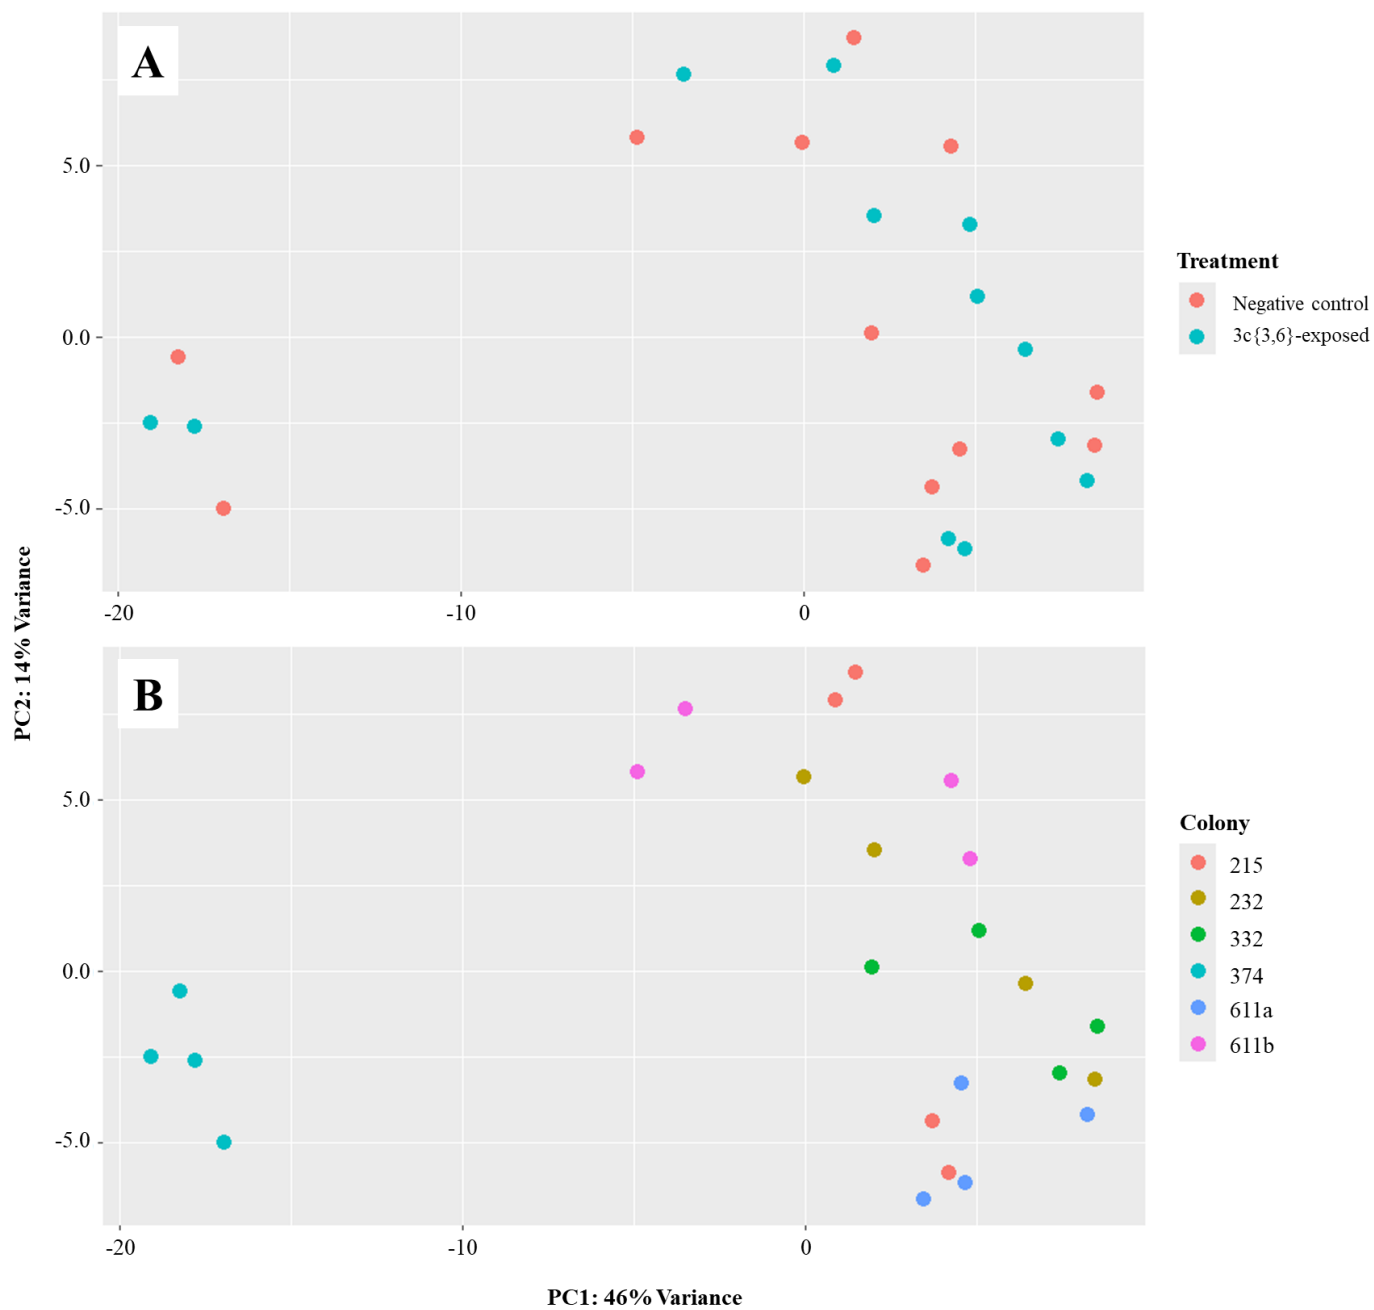 A
5.0
0.0
-5.0
-20
-10
0
Treatment
Negative control
3c{3,6}-exposed
PC2: 14% Variance
B
5.0
0.0
-5.0
-20
-10
0
Colony
215
232
332
374
611a
611b
PC1: 46% Variance